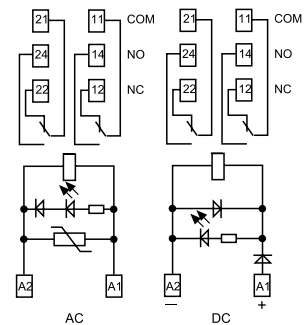 21 11 COM 21 11 COM
24 14 NO 24 14 NO
22 12 NC 22 12 NC
A2 A1 A2 A1
— +
AC DC